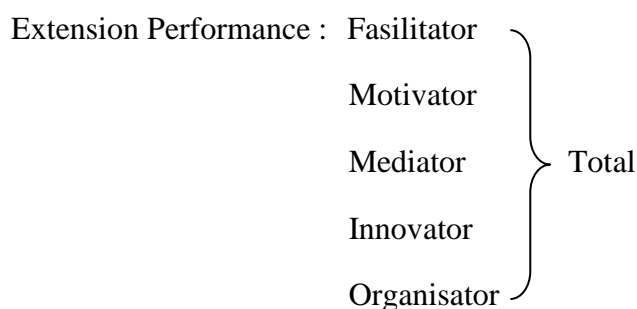 Extension Performance : Fasilitator
Motivator
Mediator
Total
Innovator
Organisator